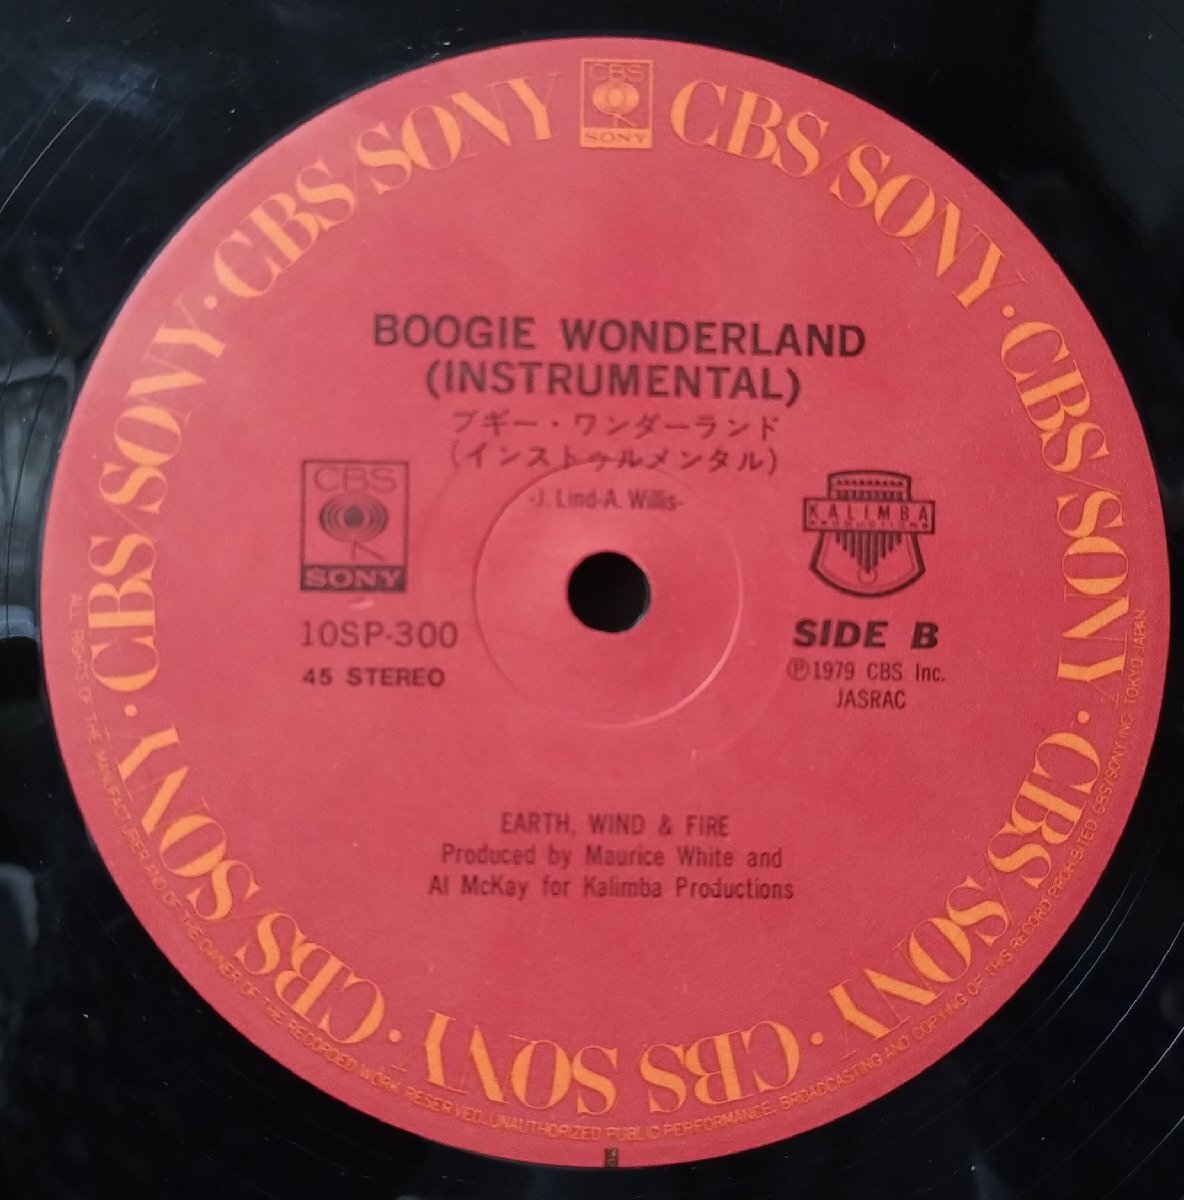 CBS
SONY
CBS/SONY · CBS/SONY · CBS/SONY · CBS/SONY · CBS SONY · CBS/SONY · CBS/SONY · CBS/SONY
BOOGIE WONDERLAND
(INSTRUMENTAL)
ブギー・ワンダーランド
(インストゥルメンタル)
-J. Lind-A. Willis-
CBS
SONY
10SP-300
45 STEREO
KALIMBA
PRODUCTIONS
SIDE B
Ⓟ1979 CBS Inc.
JASRAC
EARTH, WIND & FIRE
Produced by Maurice White and
Al McKay for Kalimba Productions
ALL RIGHTS OF THE MANUFACTURER AND OF THE OWNER OF THE RECORDED WORK RESERVED. UNAUTHORIZED PUBLIC PERFORMANCE, BROADCASTING AND COPYING OF THIS RECORD PROHIBITED. CBS/SONY INC. TOKYO, JAPAN